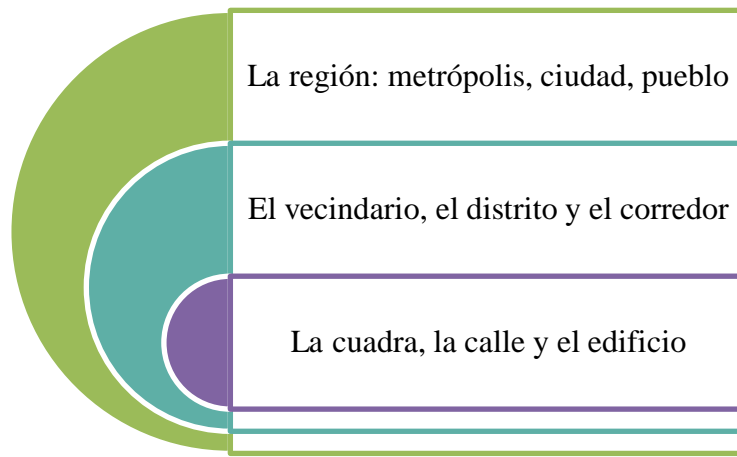 La región: metrópolis, ciudad, pueblo
El vecindario, el distrito y el corredor
La cuadra, la calle y el edificio